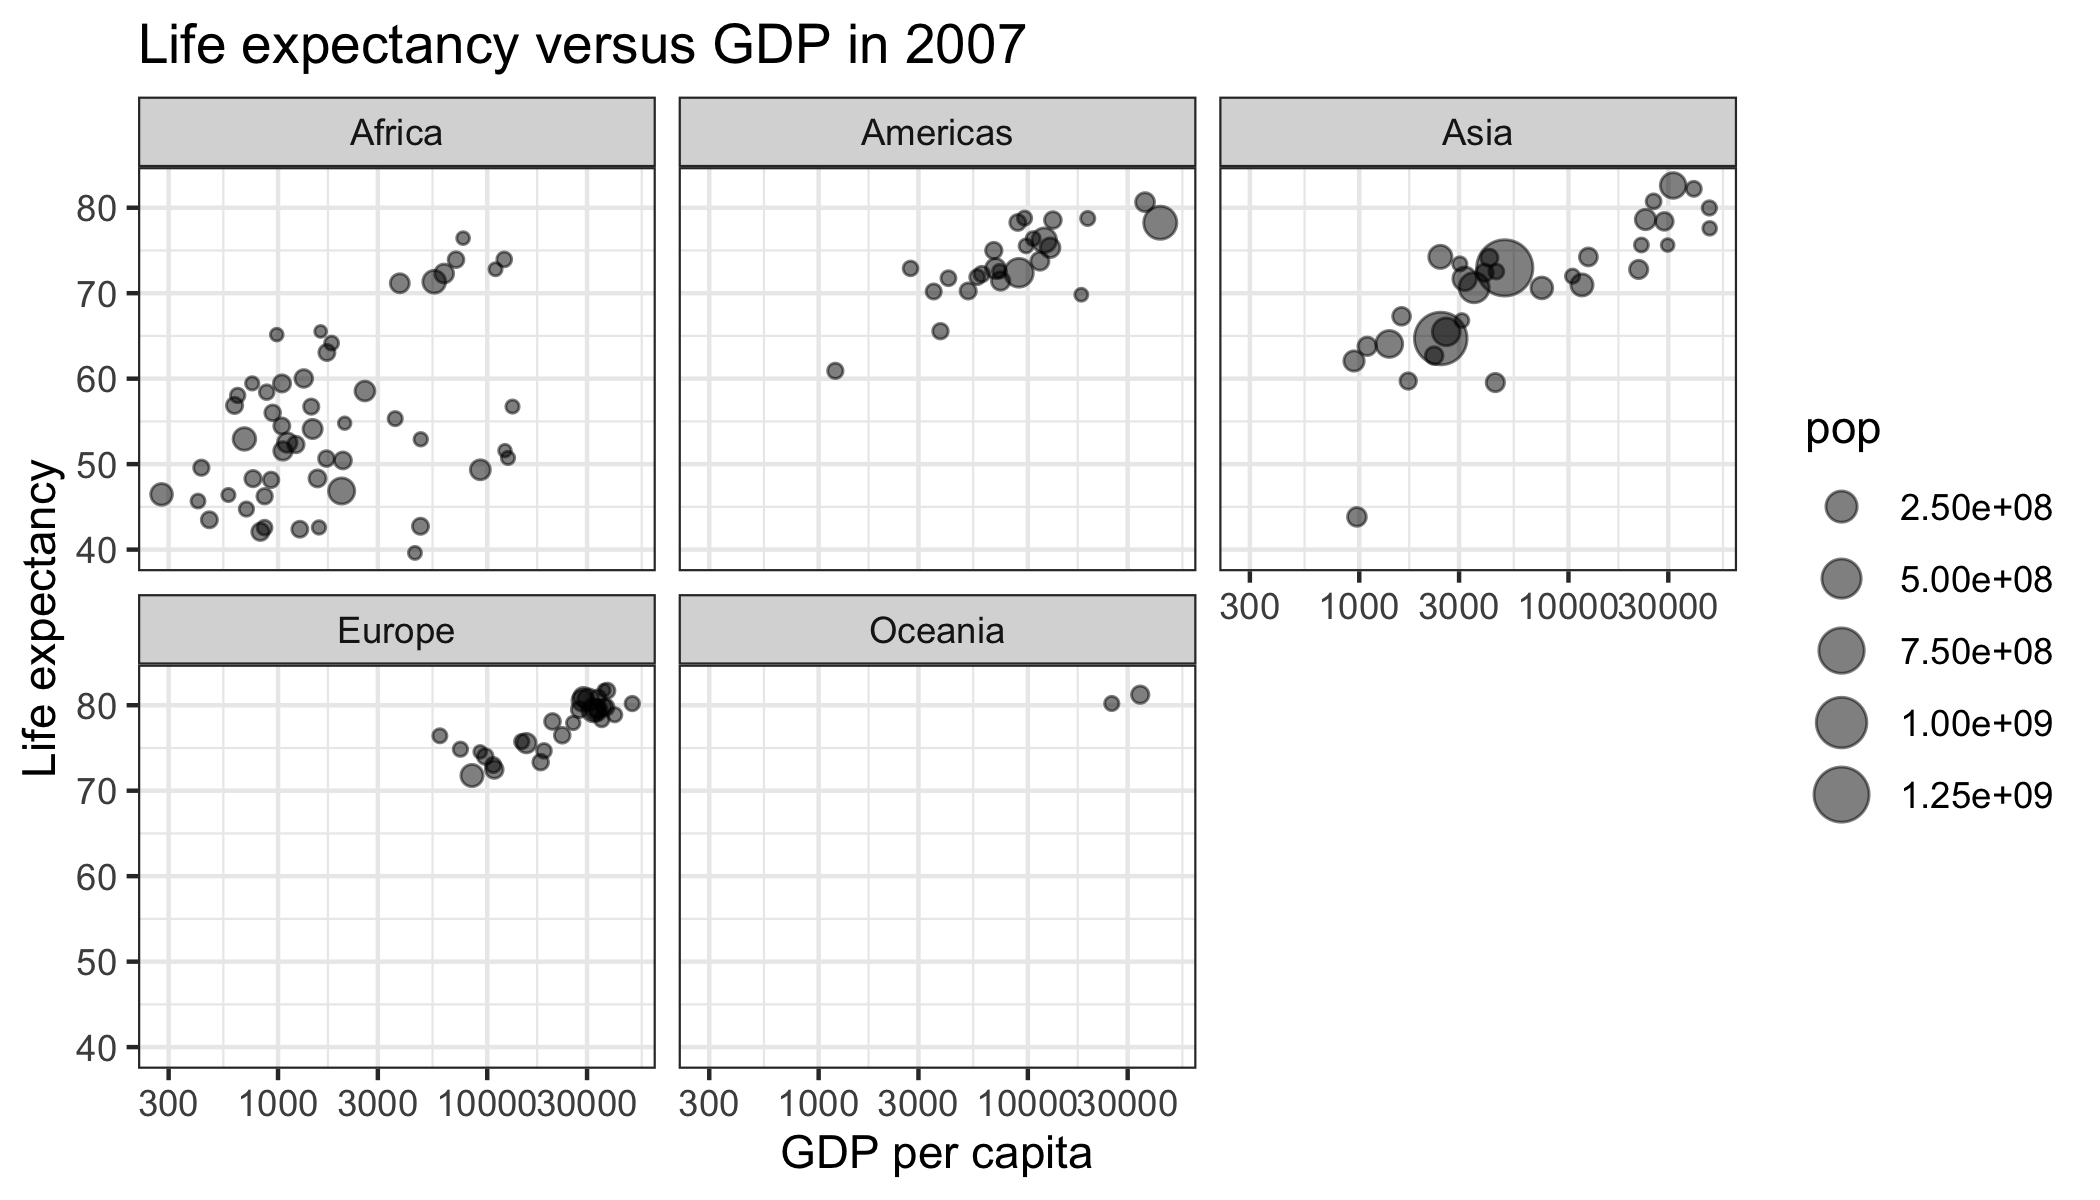 Life expectancy versus GDP in 2007
Africa
Americas
Asia
80
70
60
50
40
300 1000 3000 10000 30000
Europe
Oceania
80
70
60
50
40
300 1000 3000 10000 30000
300 1000 3000 10000 30000
Life expectancy
GDP per capita
pop
2.50e+08
5.00e+08
7.50e+08
1.00e+09
1.25e+09